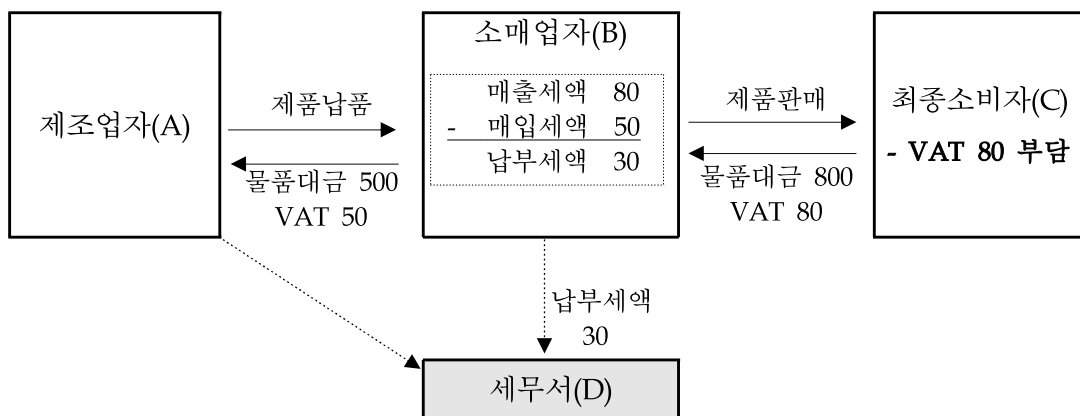 제조업자(A)
제품납품
물품대금 500
VAT 50
소매업자(B)
매출세액 80
- 매입세액 50
납부세액 30
제품판매
물품대금 800
VAT 80
최종소비자(C)
- VAT 80 부담
납부세액
30
세무서(D)